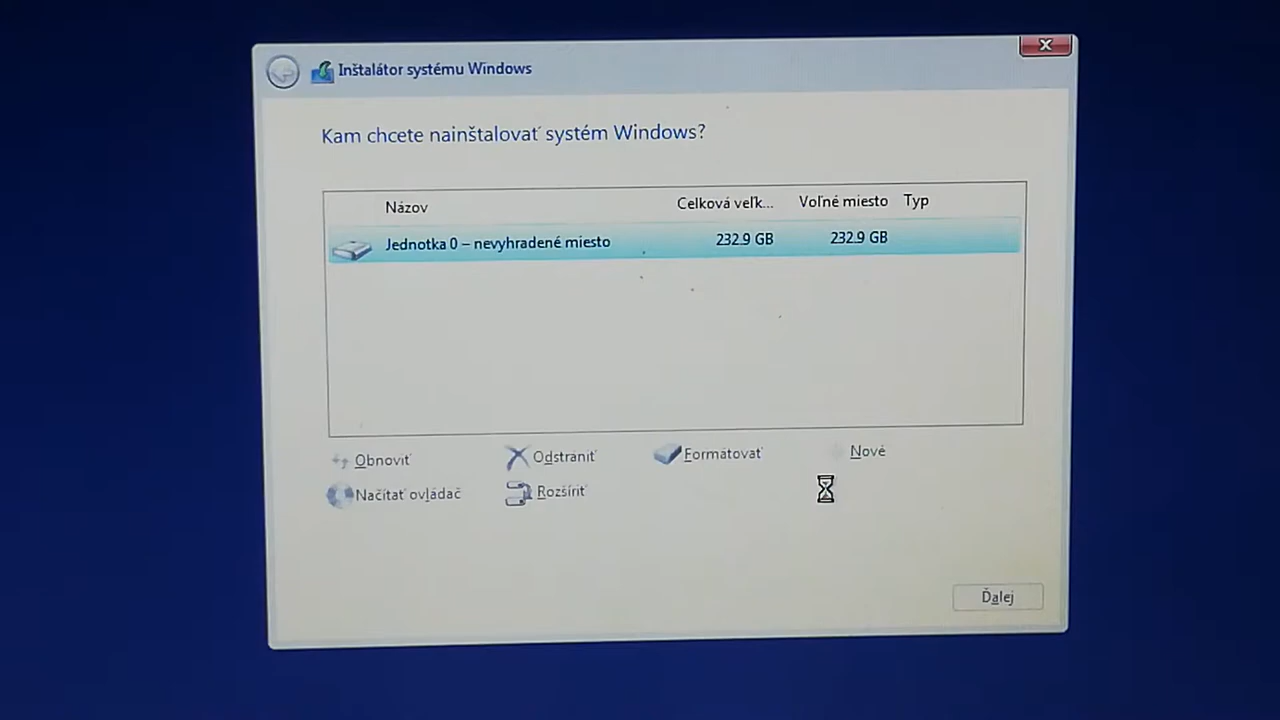 Inštalátor systému Windows
Kam chcete nainštalovať systém Windows?
Názov Celková veľk... Voľné miesto Typ
Jednotka 0 – nevyhradené miesto 232.9 GB 232.9 GB
Obnoviť Odstrániť Formátovať Nové
Načítať ovládač Rozšíriť
Ďalej